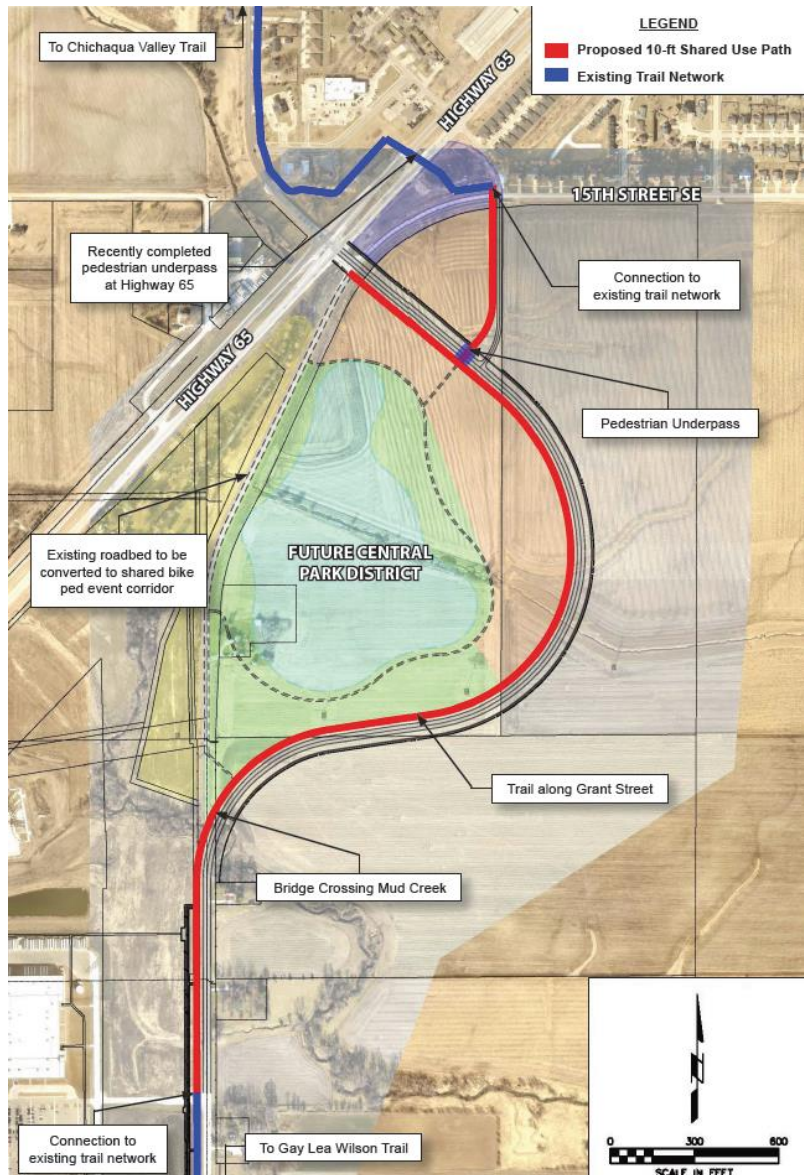 LEGEND
Proposed 10-ft Shared Use Path
Existing Trail Network
To Chichaqua Valley Trail
HIGHWAY 65
15TH STREET SE
Recently completed
pedestrian underpass
at Highway 65
Connection to
existing trail network
HIGHWAY 65
Pedestrian Underpass
Existing roadbed to be
converted to shared bike
ped event corridor
FUTURE CENTRAL
PARK DISTRICT
Trail along Grant Street
Bridge Crossing Mud Creek
Connection to
existing trail network
To Gay Lea Wilson Trail
N
0 300 600
SCALE IN FEET